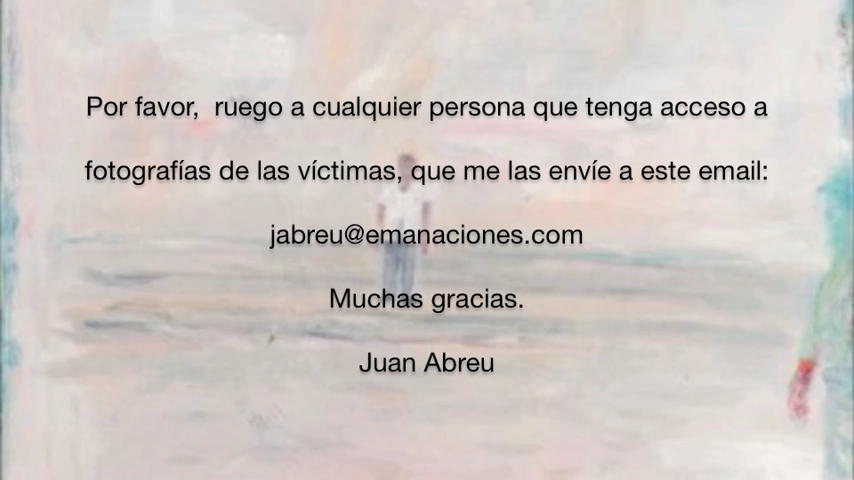 Por favor,  ruego a cualquier persona que tenga acceso a
fotografías de las víctimas, que me las envíe a este email:
jabreu@emanaciones.com
Muchas gracias.
Juan Abreu